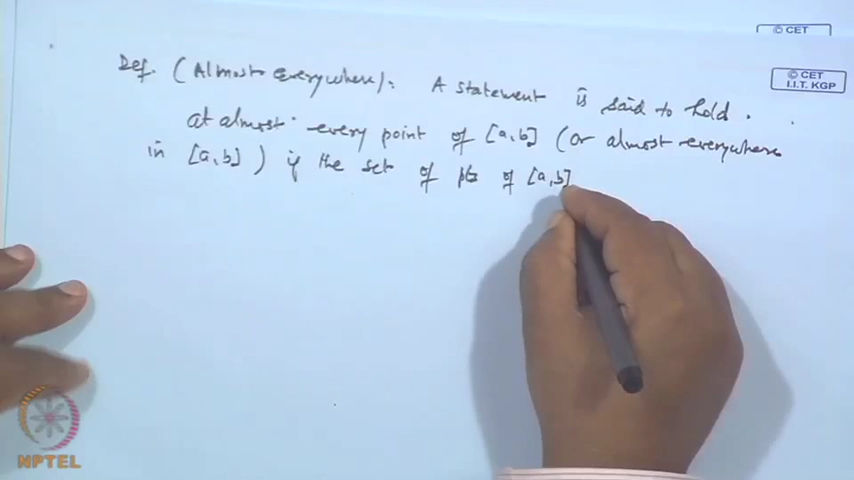 © CET
© CET
I.I.T. KGP
Def. (Almost everywhere): A statement is said to hold
at almost every point of [a,b] (or almost everywhere
in [a,b]) if the set of pts of [a,b]
NPTEL